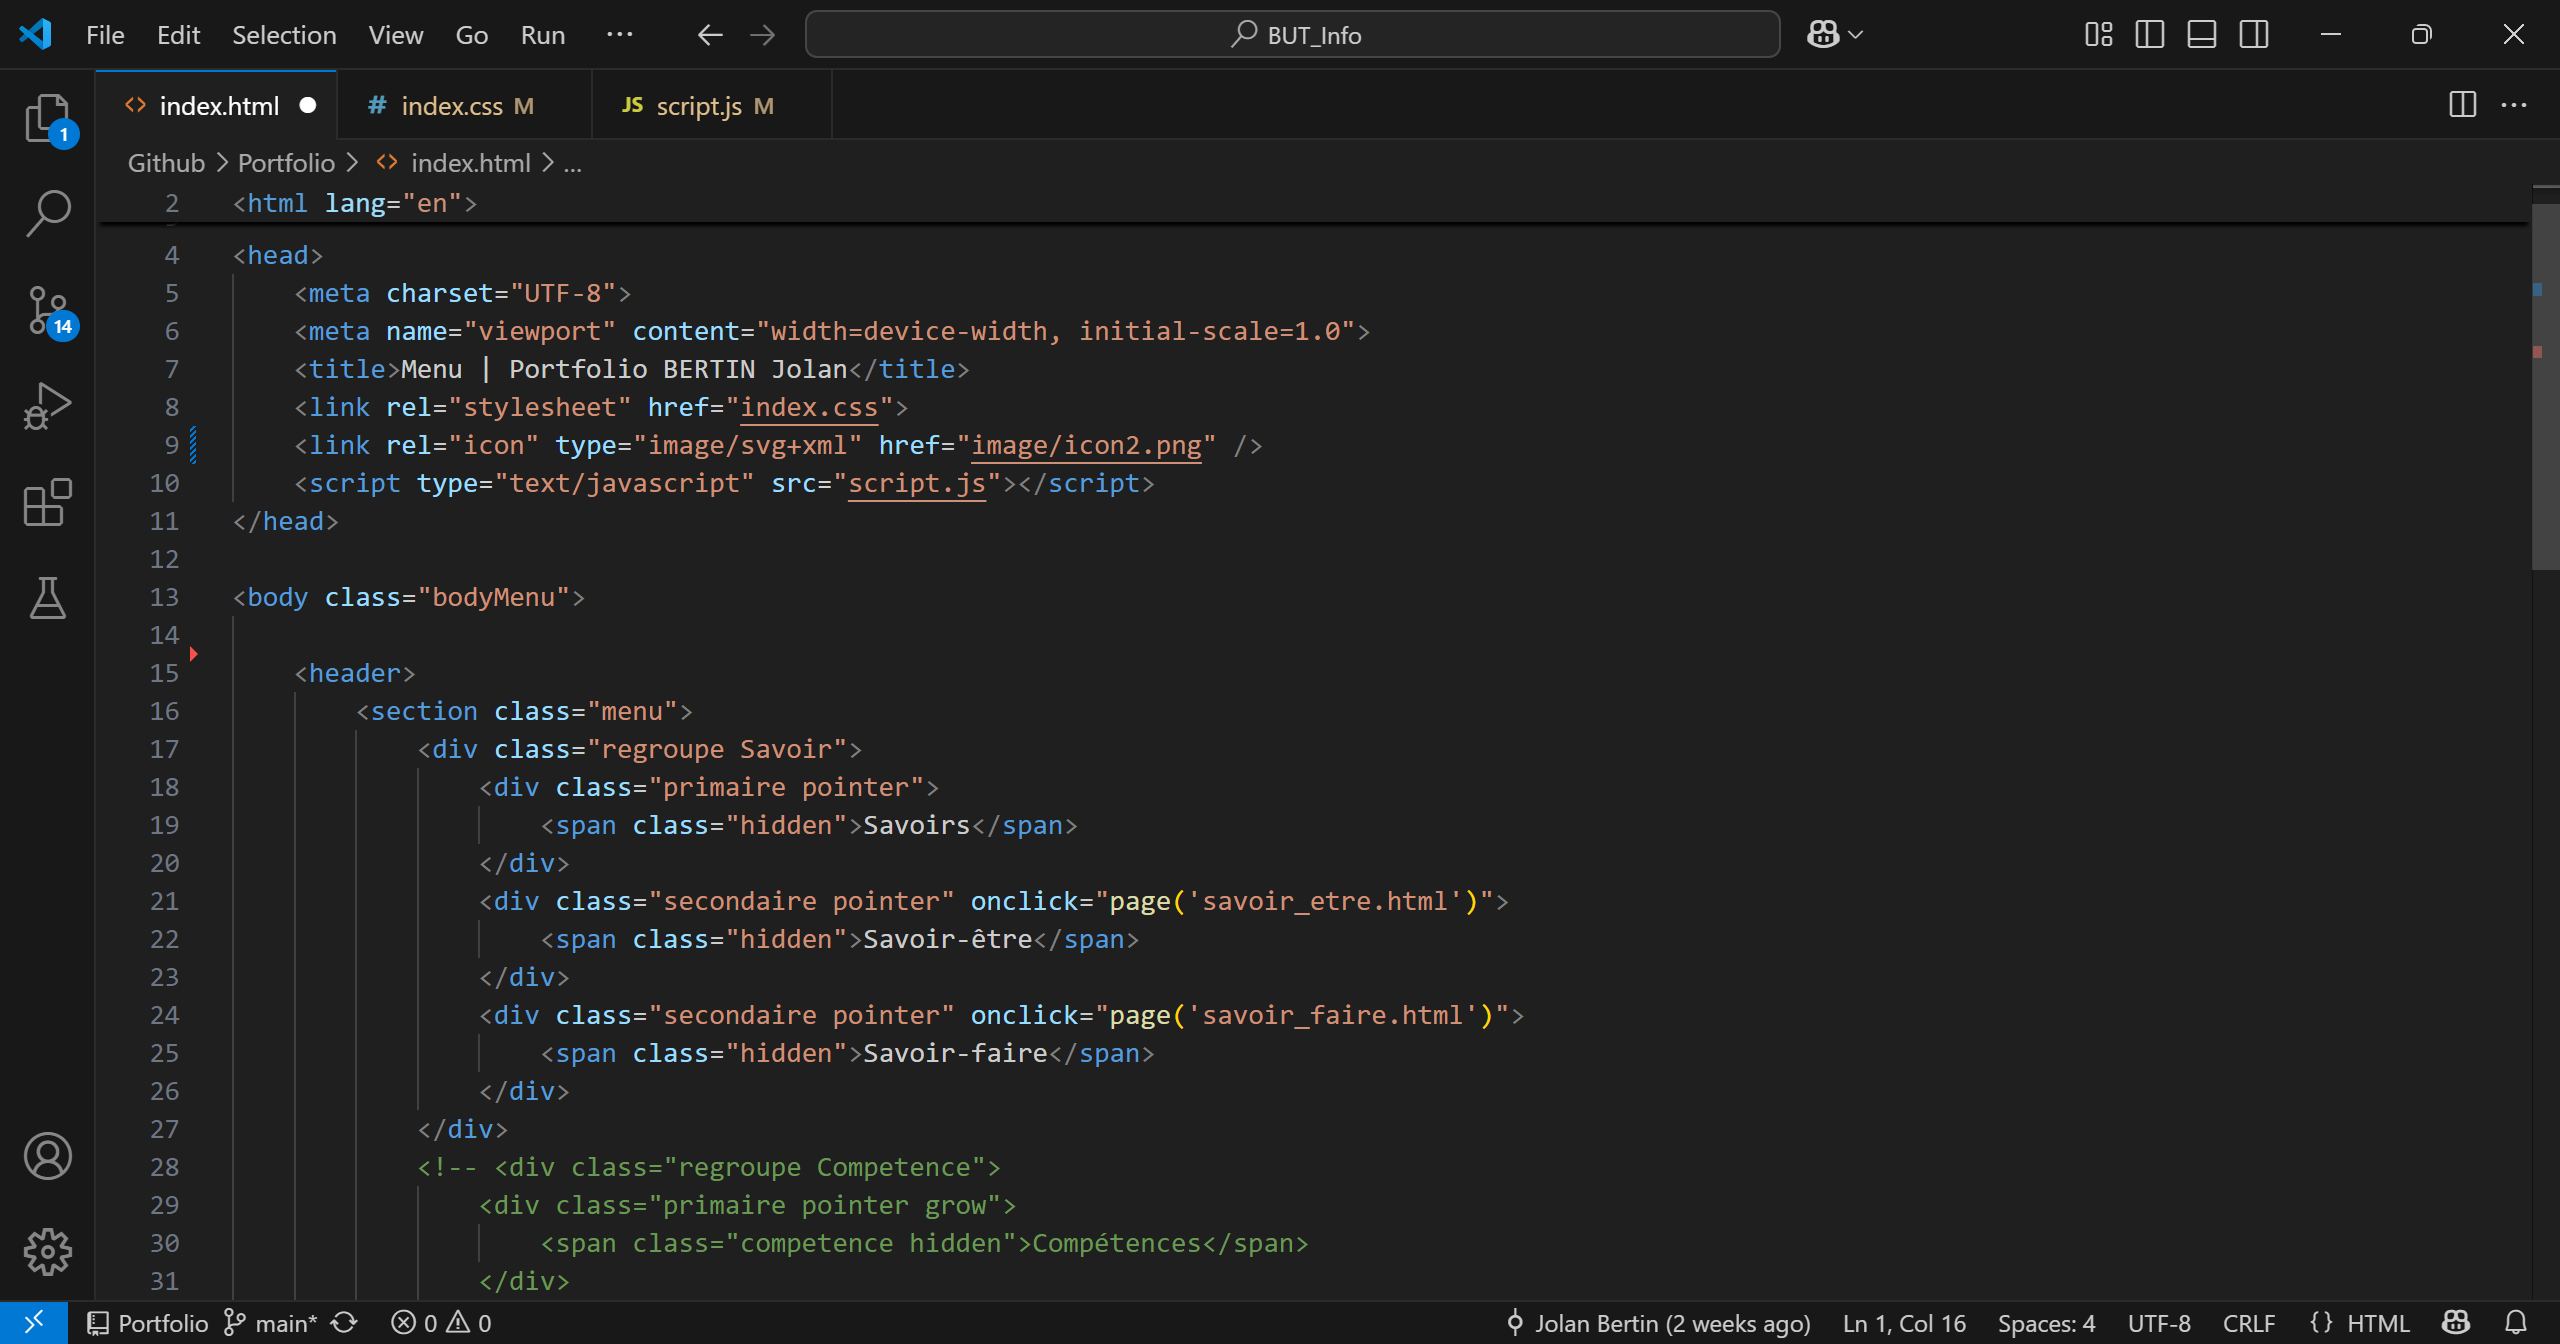 File Edit Selection View Go Run ... BUT_Info
1
14
index.html # index.css M JS script.js M
Github > Portfolio > index.html > ...
2 <html lang="en">
4 <head>
5 <meta charset="UTF-8">
6 <meta name="viewport" content="width=device-width, initial-scale=1.0">
7 <title>Menu | Portfolio BERTIN Jolan</title>
8 <link rel="stylesheet" href="index.css">
9 <link rel="icon" type="image/svg+xml" href="image/icon2.png" />
10 <script type="text/javascript" src="script.js"></script>
11 </head>
12
13 <body class="bodyMenu">
14
15 <header>
16 <section class="menu">
17 <div class="regroupe Savoir">
18 <div class="primaire pointer">
19 <span class="hidden">Savoirs</span>
20 </div>
21 <div class="secondaire pointer" onclick="page('savoir_etre.html')">
22 <span class="hidden">Savoir-être</span>
23 </div>
24 <div class="secondaire pointer" onclick="page('savoir_faire.html')">
25 <span class="hidden">Savoir-faire</span>
26 </div>
27 </div>
28 <!-- <div class="regroupe Competence">
29 <div class="primaire pointer grow">
30 <span class="competence hidden">Compétences</span>
31 </div>
Portfolio main* 0 0 Jolan Bertin (2 weeks ago) Ln 1, Col 16 Spaces: 4 UTF-8 CRLF {} HTML